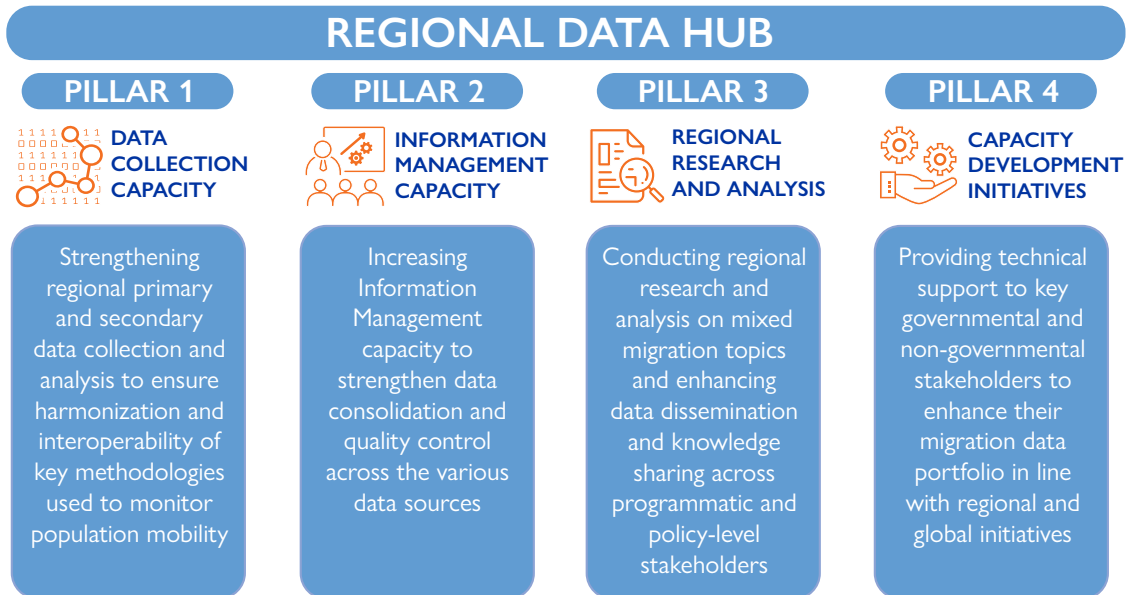 REGIONAL DATA HUB
PILLAR 1
DATA
COLLECTION
CAPACITY
Strengthening
regional primary
and secondary
data collection and
analysis to ensure
harmonization and
interoperability of
key methodologies
used to monitor
population mobility
PILLAR 2
INFORMATION
MANAGEMENT
CAPACITY
Increasing
Information
Management
capacity to
strengthen data
consolidation and
quality control
across the various
data sources
PILLAR 3
REGIONAL
RESEARCH
AND ANALYSIS
Conducting regional
research and
analysis on mixed
migration topics
and enhancing
data dissemination
and knowledge
sharing across
programmatic and
policy-level
stakeholders
PILLAR 4
CAPACITY
DEVELOPMENT
INITIATIVES
Providing technical
support to key
governmental and
non-governmental
stakeholders to
enhance their
migration data
portfolio in line
with regional and
global initiatives